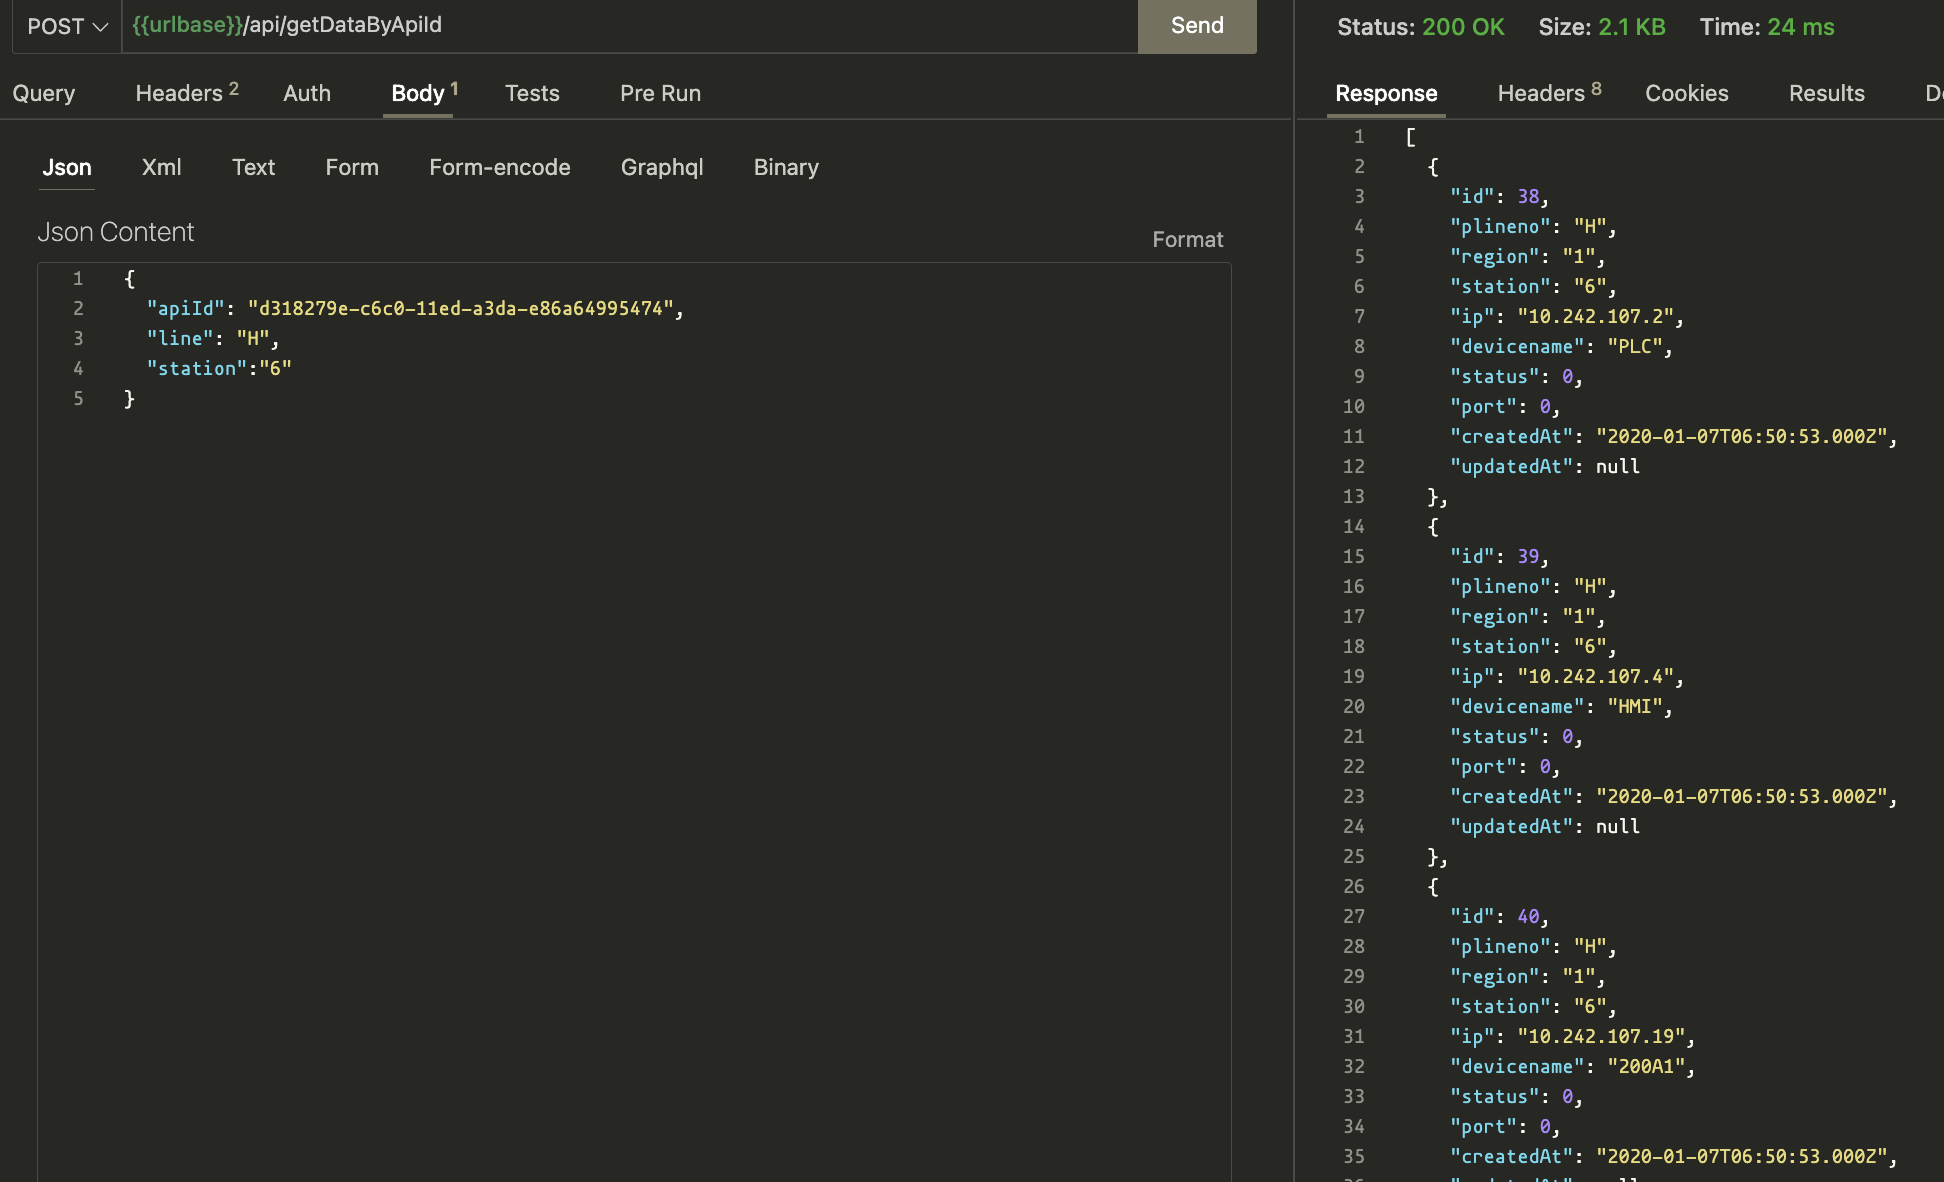 POST {{urlbase}}/api/getDataByApiId Send
Query Headers 2 Auth Body 1 Tests Pre Run
Json Xml Text Form Form-encode Graphql Binary
Json Content
Format
1 {
2 "apiId": "d318279e-c6c0-11ed-a3da-e86a64995474",
3 "line": "H",
4 "station":"6"
5 }
Status: 200 OK Size: 2.1 KB Time: 24 ms
Response Headers 8 Cookies Results
1 [
2 {
3 "id": 38,
4 "plineno": "H",
5 "region": "1",
6 "station": "6",
7 "ip": "10.242.107.2",
8 "devicename": "PLC",
9 "status": 0,
10 "port": 0,
11 "createdAt": "2020-01-07T06:50:53.000Z",
12 "updatedAt": null
13 },
14 {
15 "id": 39,
16 "plineno": "H",
17 "region": "1",
18 "station": "6",
19 "ip": "10.242.107.4",
20 "devicename": "HMI",
21 "status": 0,
22 "port": 0,
23 "createdAt": "2020-01-07T06:50:53.000Z",
24 "updatedAt": null
25 },
26 {
27 "id": 40,
28 "plineno": "H",
29 "region": "1",
30 "station": "6",
31 "ip": "10.242.107.19",
32 "devicename": "200A1",
33 "status": 0,
34 "port": 0,
35 "createdAt": "2020-01-07T06:50:53.000Z",